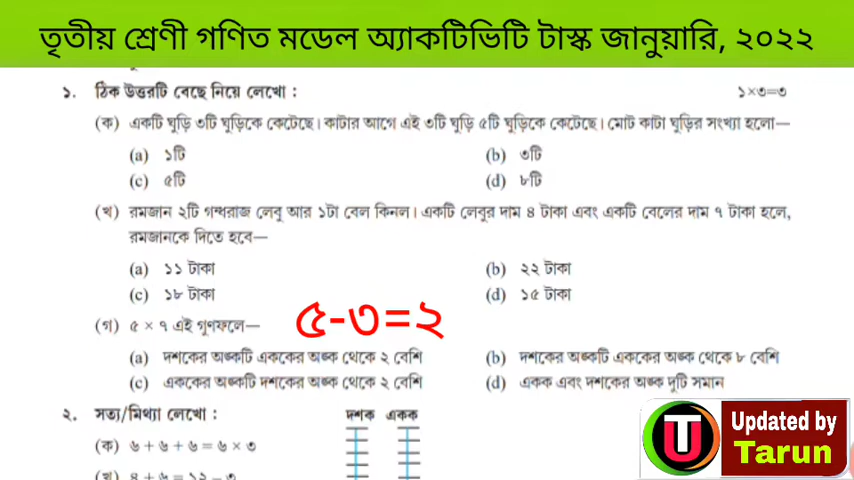 তৃতীয় শ্রেণী গণিত মডেল অ্যাকটিভিটি টাস্ক জানুয়ারি, ২০২২
১. ঠিক উত্তরটি বেছে নিয়ে লেখো : ১×৩=৩
(ক) একটি ঘুড়ি ৩টি ঘুড়িকে কেটেছে। কাটার আগে এই ৩টি ঘুড়ি ৫টি ঘুড়িকে কেটেছে। মোট কাটা ঘুড়ির সংখ্যা হলো—
(a) ১টি (b) ৩টি
(c) ৫টি (d) ৮টি
(খ) রমজান ২টি গন্ধরাজ লেবু আর ১টা বেল কিনল। একটি লেবুর দাম ৪ টাকা এবং একটি বেলের দাম ৭ টাকা হলে,
রমজানকে দিতে হবে—
(a) ১১ টাকা (b) ২২ টাকা
(c) ১৮ টাকা (d) ১৫ টাকা
(গ) ৫ × ৭ এই গুণফলে— ৫-৩=২
(a) দশকের অঙ্কটি এককের অঙ্ক থেকে ২ বেশি (b) দশকের অঙ্কটি এককের অঙ্ক থেকে ৮ বেশি
(c) এককের অঙ্কটি দশকের অঙ্ক থেকে ২ বেশি (d) একক এবং দশকের অঙ্ক দুটি সমান
২. সত্য/মিথ্যা লেখো : দশক একক
(ক) ৬ + ৬ + ৬ = ৬ × ৩
(খ) ৪ + ৬ = ১২ − ৩
U
Updated by
Tarun